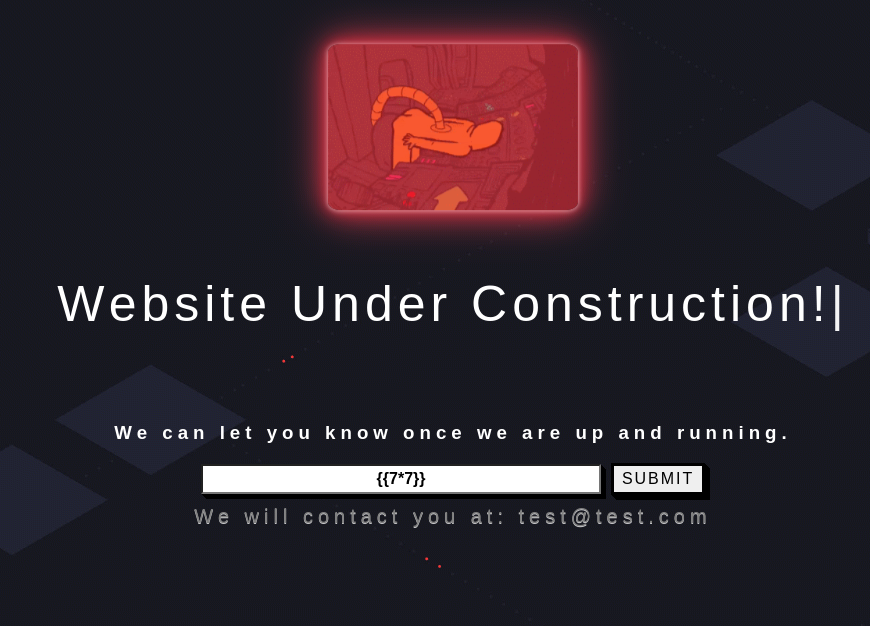 Website Under Construction!|
We can let you know once we are up and running.
{{7*7}} SUBMIT
We will contact you at: test@test.com